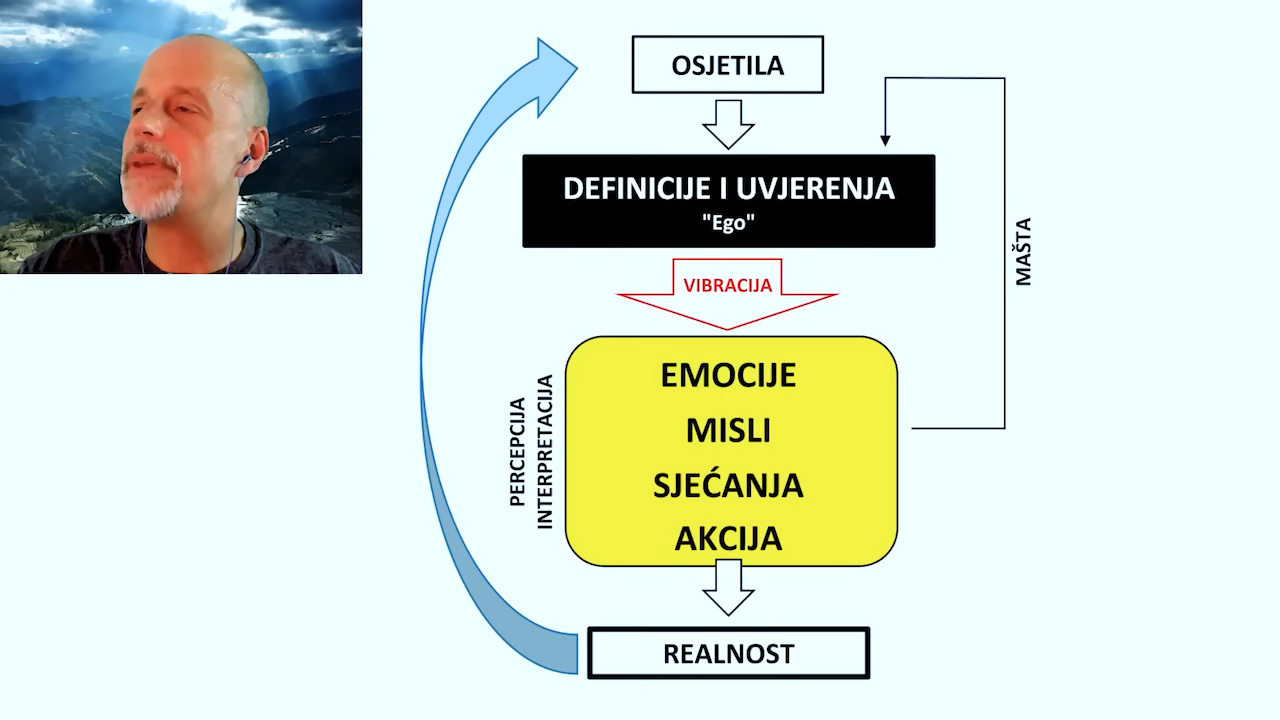 OSJETILA
DEFINICIJE I UVJERENJA
"Ego"
VIBRACIJA
MAŠTA
PERCEPCIJA
INTERPRETACIJA
EMOCIJE
MISLI
SJEĆANJA
AKCIJA
REALNOST